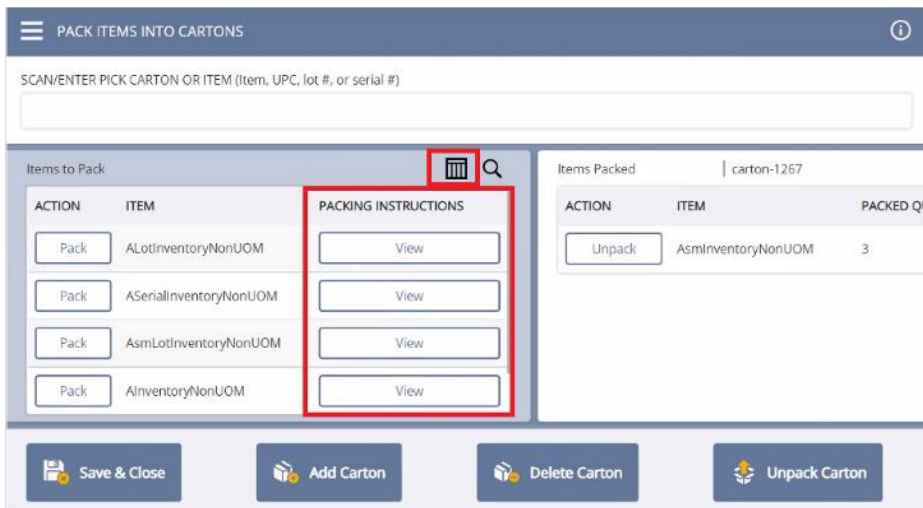 PACK ITEMS INTO CARTONS
SCAN/ENTER PICK CARTON OR ITEM (Item, UPC, lot #, or serial #)
Items to Pack
ACTION ITEM PACKING INSTRUCTIONS
Pack ALotInventoryNonUOM View
Pack ASerialInventoryNonUOM View
Pack AsmLotInventoryNonUOM View
Pack AInventoryNonUOM View
Items Packed carton-1267
ACTION ITEM PACKED QU
Unpack AsmInventoryNonUOM 3
Save & Close Add Carton Delete Carton Unpack Carton